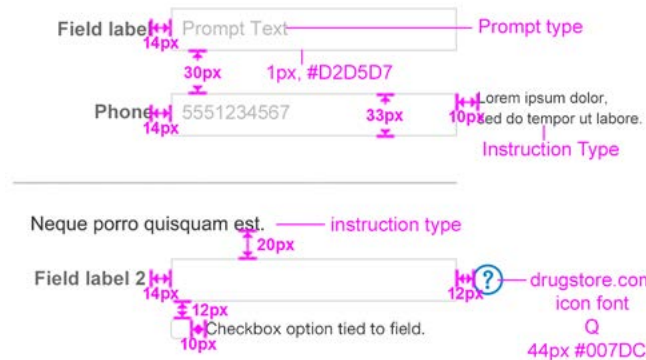 Field label
14px
Prompt Text
Prompt type
30px
1px, #D2D5D7
Phone
14px
5551234567
33px
10px
Lorem ipsum dolor,
sed do tempor ut labore.
Instruction Type
Neque porro quisquam est.
instruction type
20px
Field label 2
14px
12px
?
drugstore.com
icon font
Q
44px #007DC
12px
10px
Checkbox option tied to field.